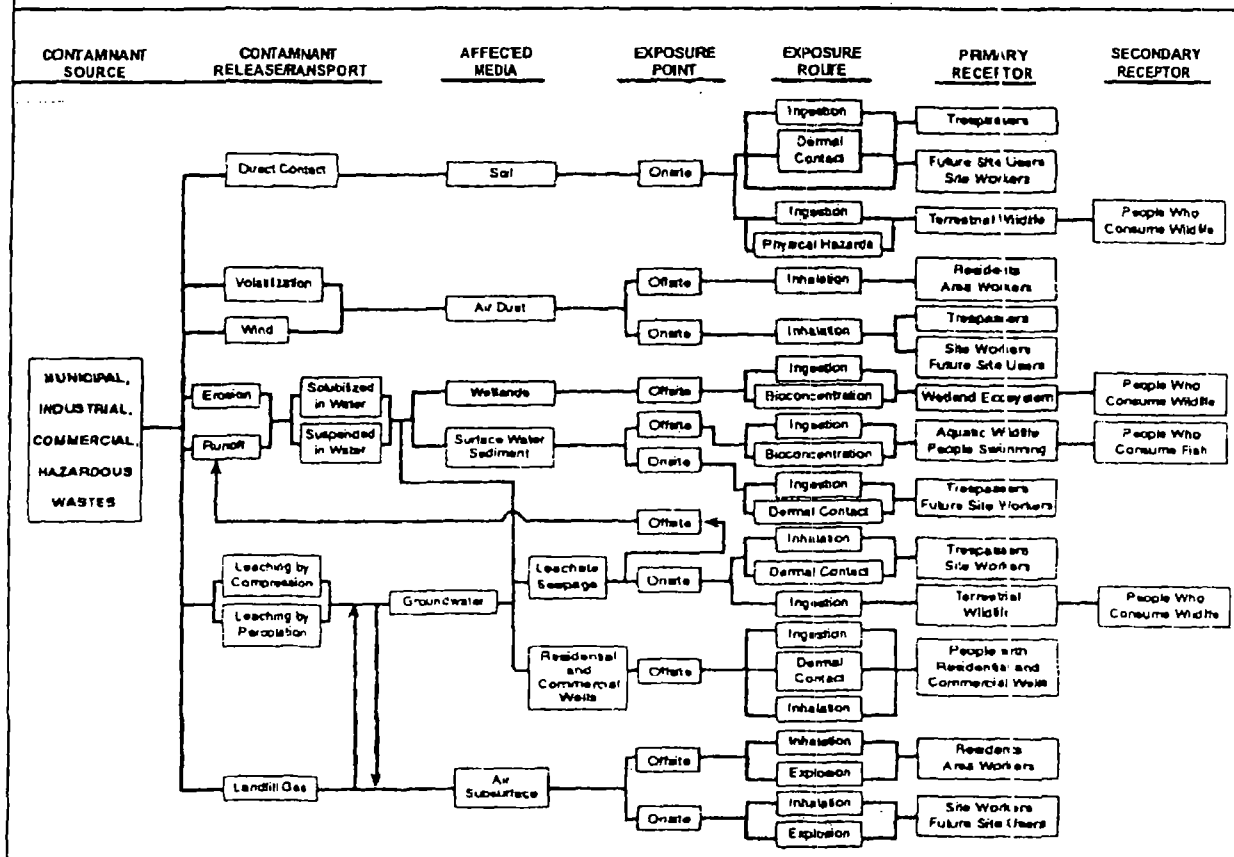 CONTAMNANT SOURCE
CONTAMNANT RELEASE/TRANSPORT
AFFECTED MEDIA
EXPOSURE POINT
EXPOSURE ROUTE
PRIMARY RECEPTOR
SECONDARY RECEPTOR
MUNICIPAL,
INDUSTRIAL,
COMMERCIAL,
HAZARDOUS
WASTES
Direct Contact
Soil
Onsite
Ingestion
Dermal
Contact
Trespassers
Future Site Users
Site Workers
Ingestion
Physical Hazards
Terrestrial Wildlife
People Who
Consume Wildlife
Volatilization
Wind
Air Dust
Offsite
Inhalation
Residents
Area Workers
Onsite
Inhalation
Trespassers
Site Workers
Future Site Users
Erosion
Runoff
Solubilized
in Water
Suspended
in Water
Wetlands
Offsite
Ingestion
Bioconcentration
Wetland Ecosystem
People Who
Consume Wildlife
Surface Water
Sediment
Offsite
Ingestion
Bioconcentration
Aquatic Wildlife
People Swimming
People Who
Consume Fish
Onsite
Ingestion
Dermal Contact
Trespassers
Future Site Workers
Offsite
Leaching by
Compression
Leaching by
Percolation
Groundwater
Leachate
Seepage
Onsite
Inhalation
Dermal Contact
Trespassers
Site Workers
Ingestion
Terrestrial
Wildlife
People Who
Consume Wildlife
Residential
and
Commercial
Wells
Offsite
Ingestion
Dermal
Contact
Inhalation
People with
Residential and
Commercial Wells
Landfill Gas
Air
Subsurface
Offsite
Inhalation
Explosion
Residents
Area Workers
Onsite
Inhalation
Explosion
Site Workers
Future Site Users